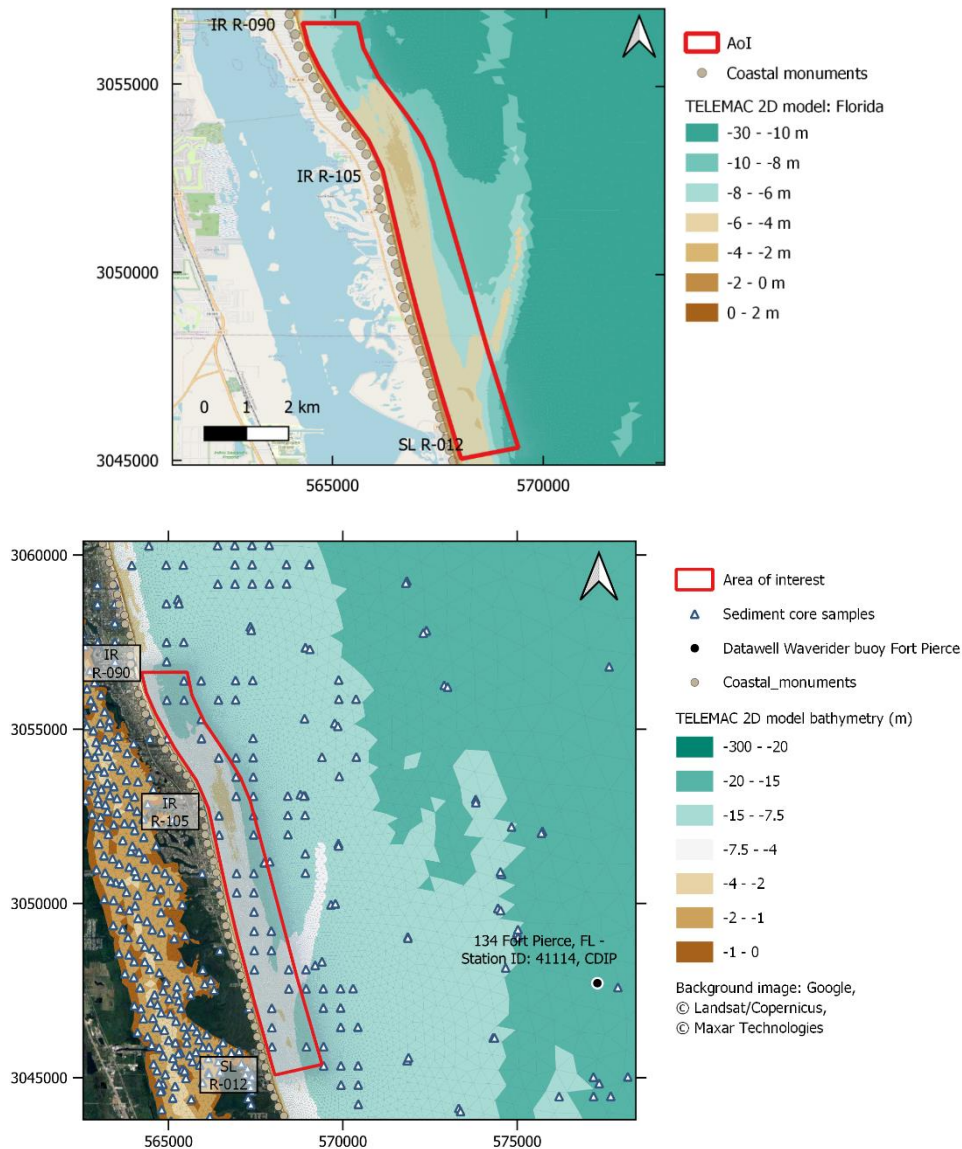 IR R-090
3055000
IR R-105
3050000
0 1 2 km
SL R-012
3045000
565000 570000
AoI
Coastal monuments
TELEMAC 2D model: Florida
-30 - -10 m
-10 - -8 m
-8 - -6 m
-6 - -4 m
-4 - -2 m
-2 - 0 m
0 - 2 m
3060000
IR
R-090
3055000
IR
R-105
3050000
134 Fort Pierce, FL -
Station ID: 41114, CDIP
SL
R-012
3045000
565000 570000 575000
Area of interest
Sediment core samples
Datawell Waverider buoy Fort Pierce
Coastal_monuments
TELEMAC 2D model bathymetry (m)
-300 - -20
-20 - -15
-15 - -7.5
-7.5 - -4
-4 - -2
-2 - -1
-1 - 0
Background image: Google,
© Landsat/Copernicus,
© Maxar Technologies